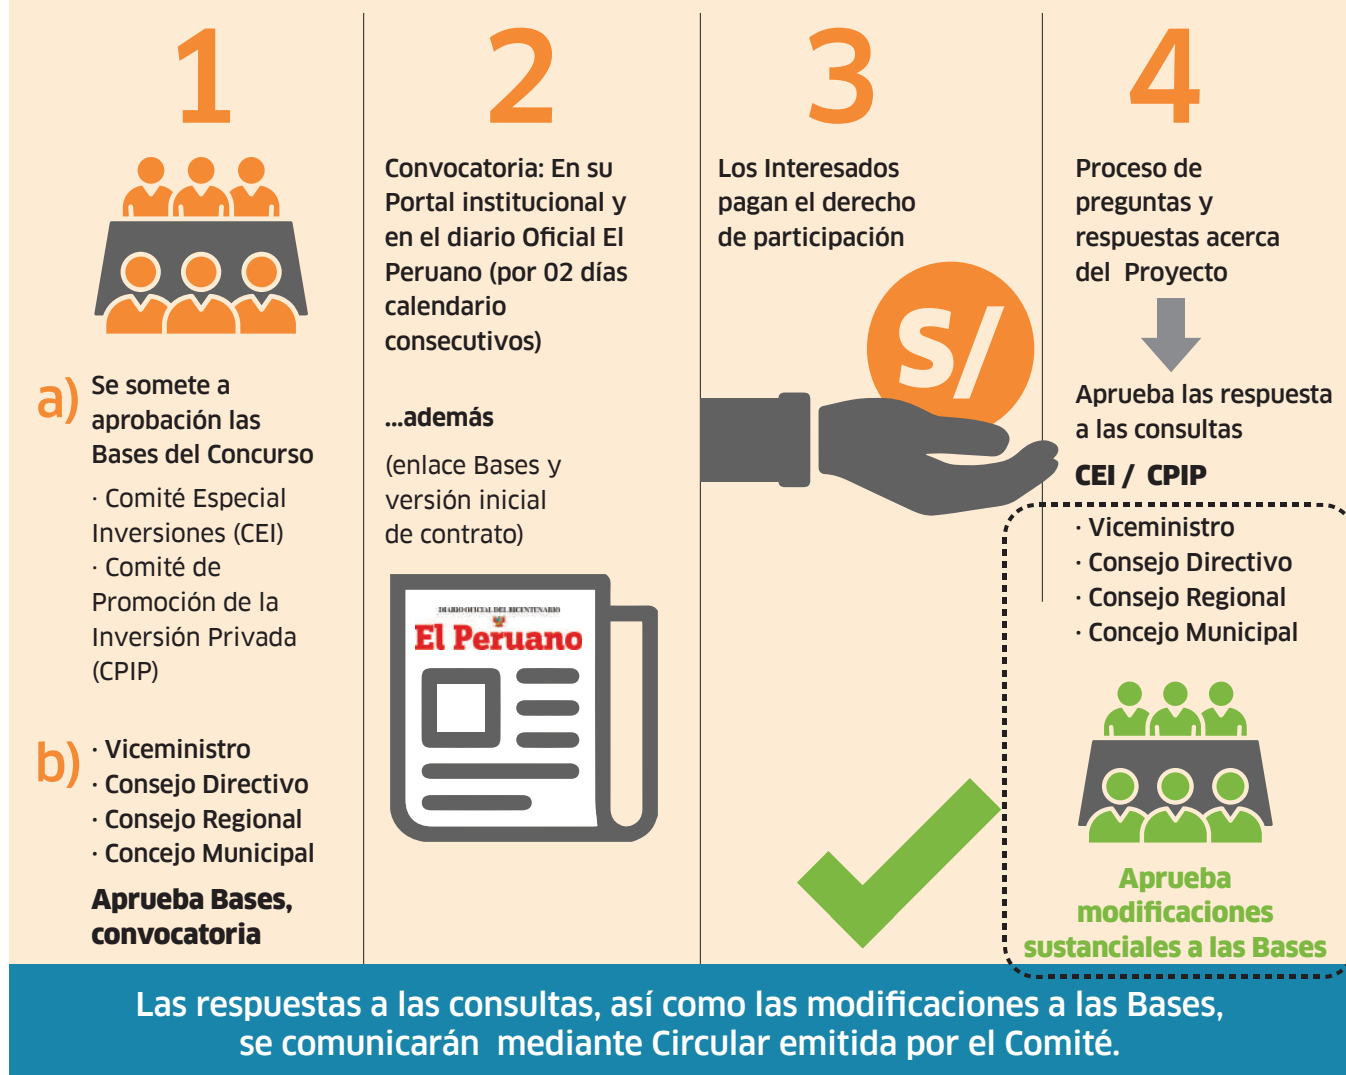 1
a) Se somete a
aprobación las
Bases del Concurso
· Comité Especial
Inversiones (CEI)
· Comité de
Promoción de la
Inversión Privada
(CPIP)
b) · Viceministro
· Consejo Directivo
· Consejo Regional
· Concejo Municipal
Aprueba Bases,
convocatoria
2
Convocatoria: En su
Portal institucional y
en el diario Oficial El
Peruano (por 02 días
calendario
consecutivos)
...además
(enlace Bases y
versión inicial
de contrato)
DIARIO OFICIAL DEL BICENTENARIO
El Peruano
3
Los Interesados
pagan el derecho
de participación
S/
4
Proceso de
preguntas y
respuestas acerca
del Proyecto
Aprueba las respuesta
a las consultas
CEI / CPIP
· Viceministro
· Consejo Directivo
· Consejo Regional
· Concejo Municipal
Aprueba
modificaciones
sustanciales a las Bases
Las respuestas a las consultas, así como las modificaciones a las Bases,
se comunicarán mediante Circular emitida por el Comité.